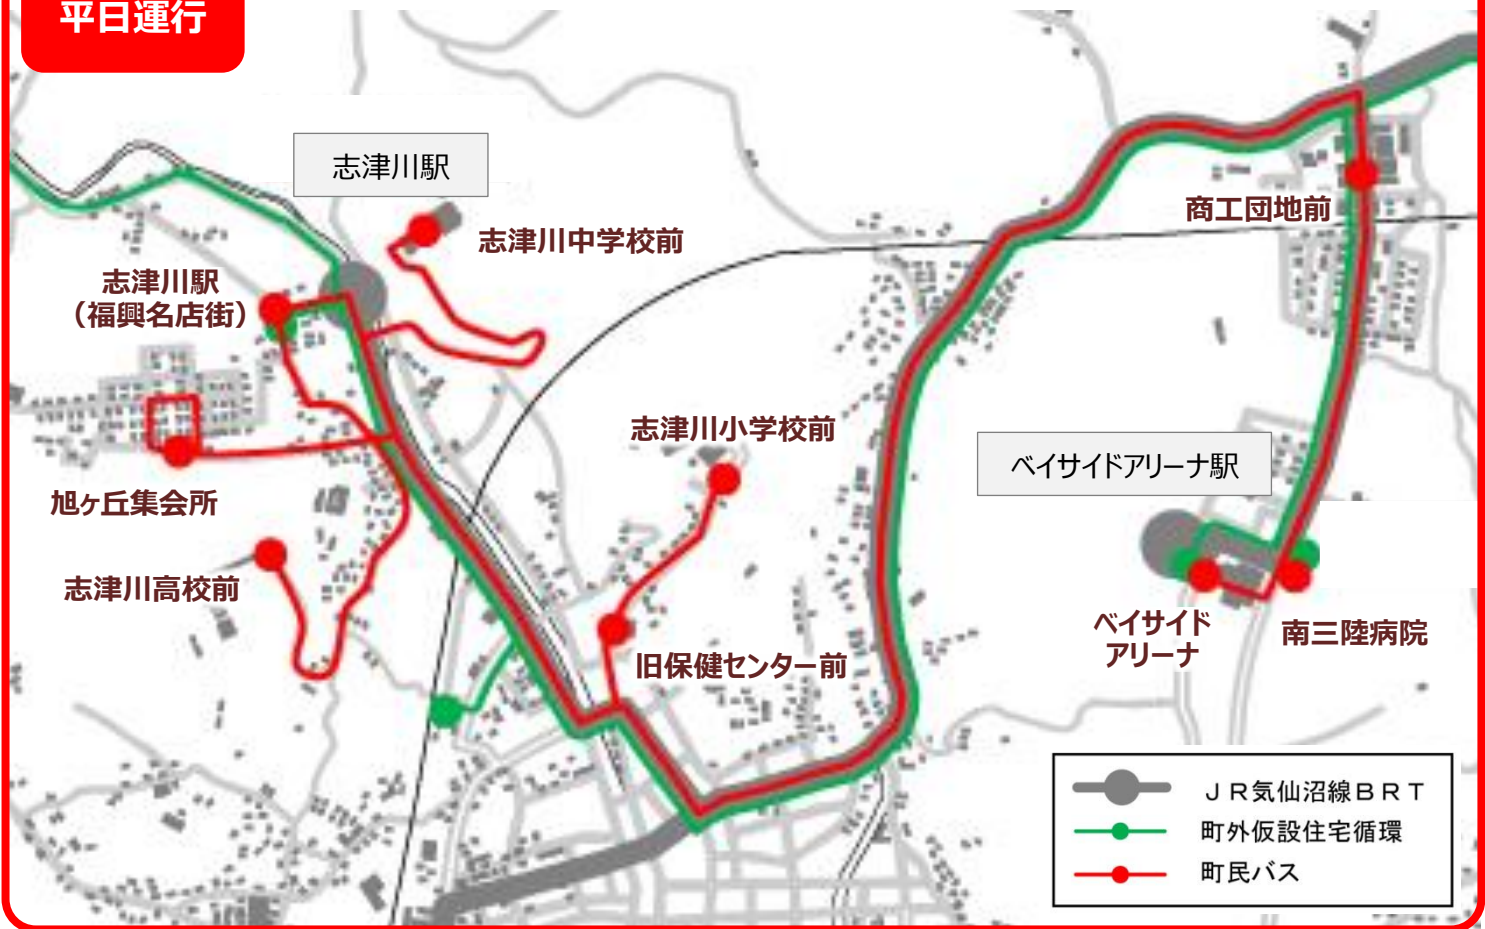 平日運行
志津川駅
志津川中学校前
商工団地前
志津川駅
（福興名店街）
志津川小学校前
ベイサイドアリーナ駅
旭ヶ丘集会所
志津川高校前
ベイサイド
アリーナ
南三陸病院
旧保健センター前
ＪＲ気仙沼線ＢＲＴ
町外仮設住宅循環
町民バス